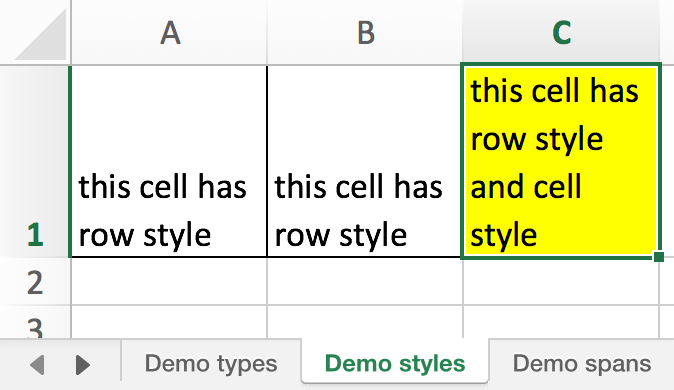 A B C
this cell has
row style
and cell
style
this cell has
row style
this cell has
row style
1
2
3
Demo types Demo styles Demo spans